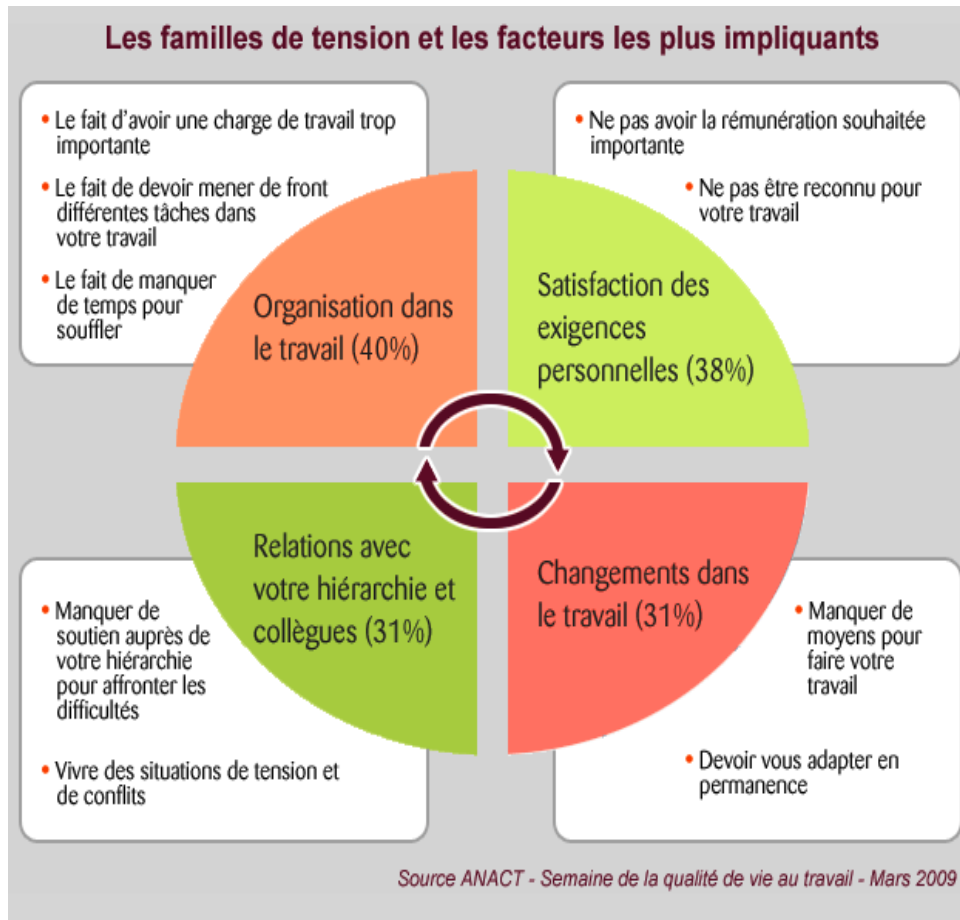 Les familles de tension et les facteurs les plus impliquants
• Le fait d'avoir une charge de travail trop
importante
• Le fait de devoir mener de front
différentes tâches dans
votre travail
• Le fait de manquer
de temps pour
souffler
Organisation dans
le travail (40%)
• Ne pas avoir la rémunération souhaitée
importante
• Ne pas être reconnu pour
votre travail
Satisfaction des
exigences
personnelles (38%)
Relations avec
votre hiérarchie et
collègues (31%)
• Manquer de
soutien auprès de
votre hiérarchie
pour affronter les
difficultés
• Vivre des situations de tension et
de conflits
Changements dans
le travail (31%)
• Manquer de
moyens pour
faire votre
travail
• Devoir vous adapter en
permanence
Source ANACT - Semaine de la qualité de vie au travail - Mars 2009